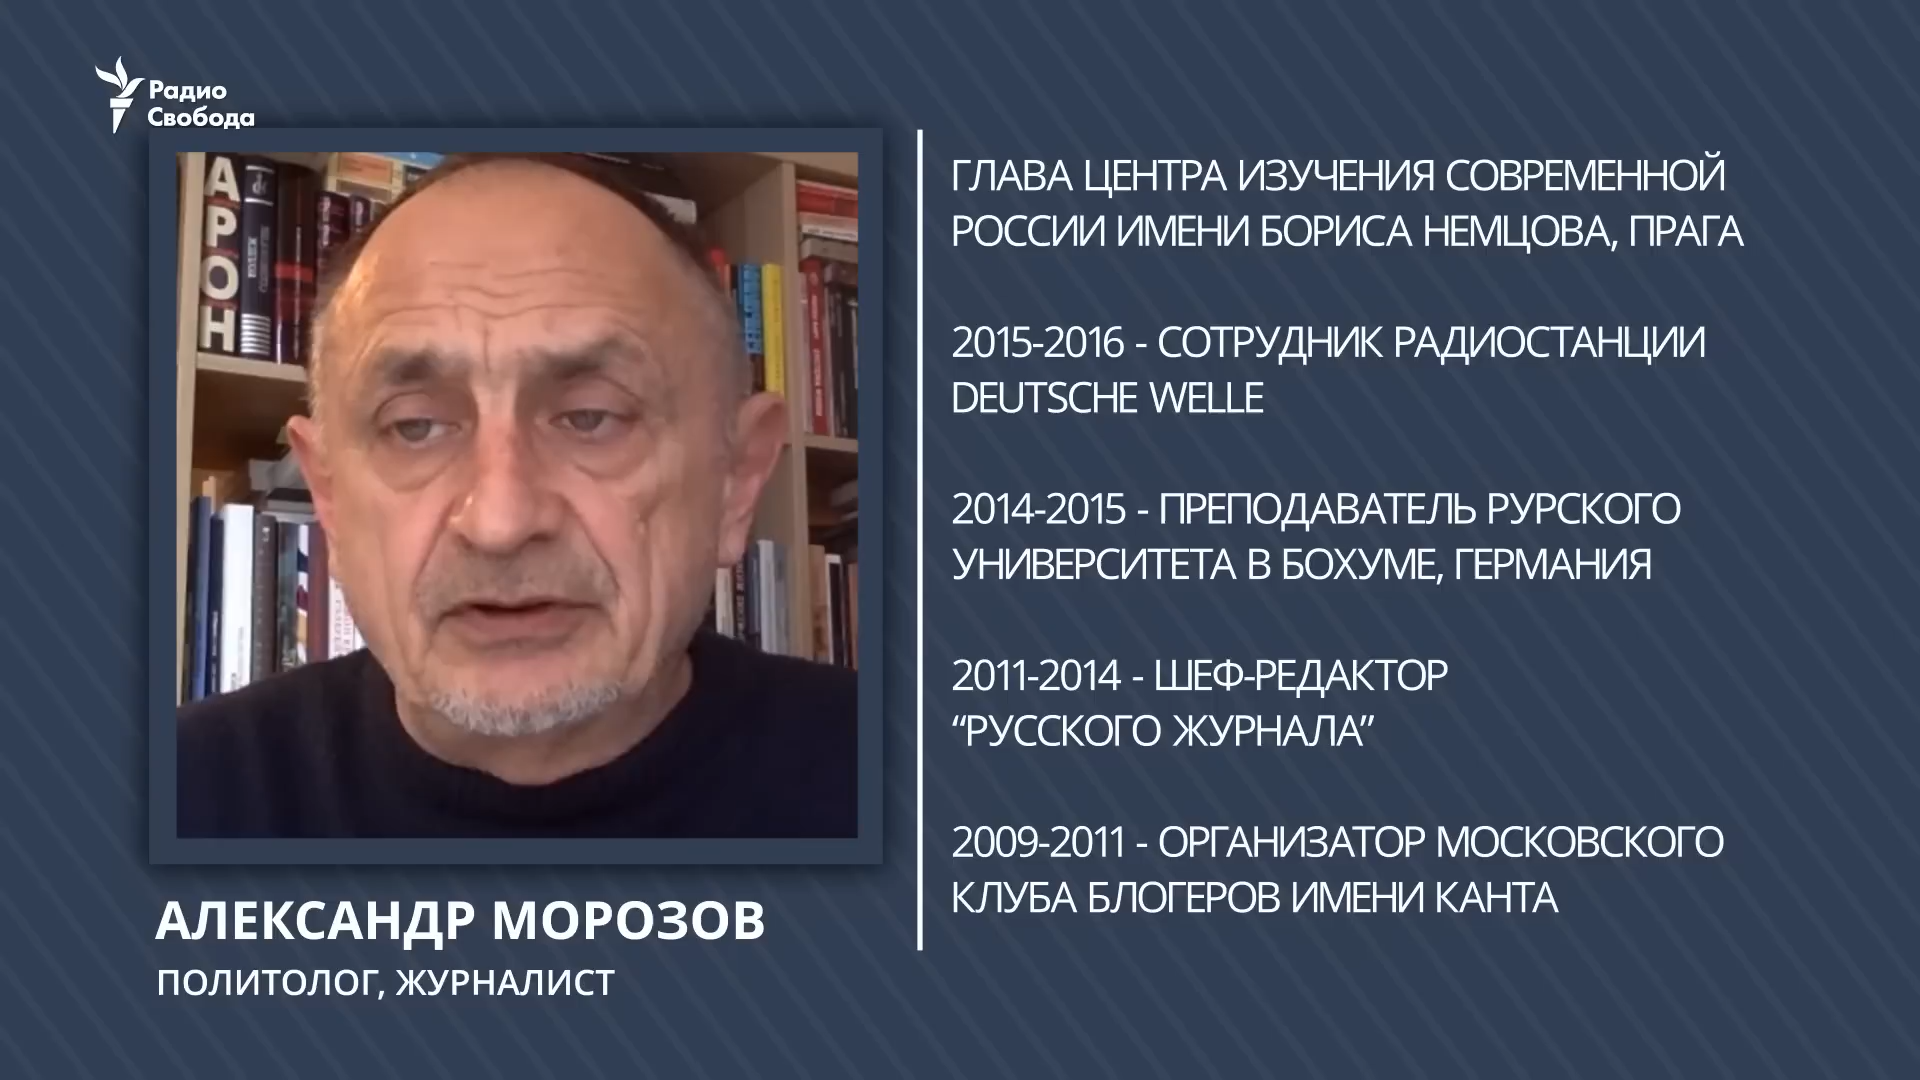 Радио
Свобода
АРОН
ГЛАВА ЦЕНТРА ИЗУЧЕНИЯ СОВРЕМЕННОЙ
РОССИИ ИМЕНИ БОРИСА НЕМЦОВА, ПРАГА
2015-2016 - СОТРУДНИК РАДИОСТАНЦИИ
DEUTSCHE WELLE
2014-2015 - ПРЕПОДАВАТЕЛЬ РУРСКОГО
УНИВЕРСИТЕТА В БОХУМЕ, ГЕРМАНИЯ
2011-2014 - ШЕФ-РЕДАКТОР
“РУССКОГО ЖУРНАЛА”
2009-2011 - ОРГАНИЗАТОР МОСКОВСКОГО
КЛУБА БЛОГЕРОВ ИМЕНИ КАНТА
АЛЕКСАНДР МОРОЗОВ
ПОЛИТОЛОГ, ЖУРНАЛИСТ